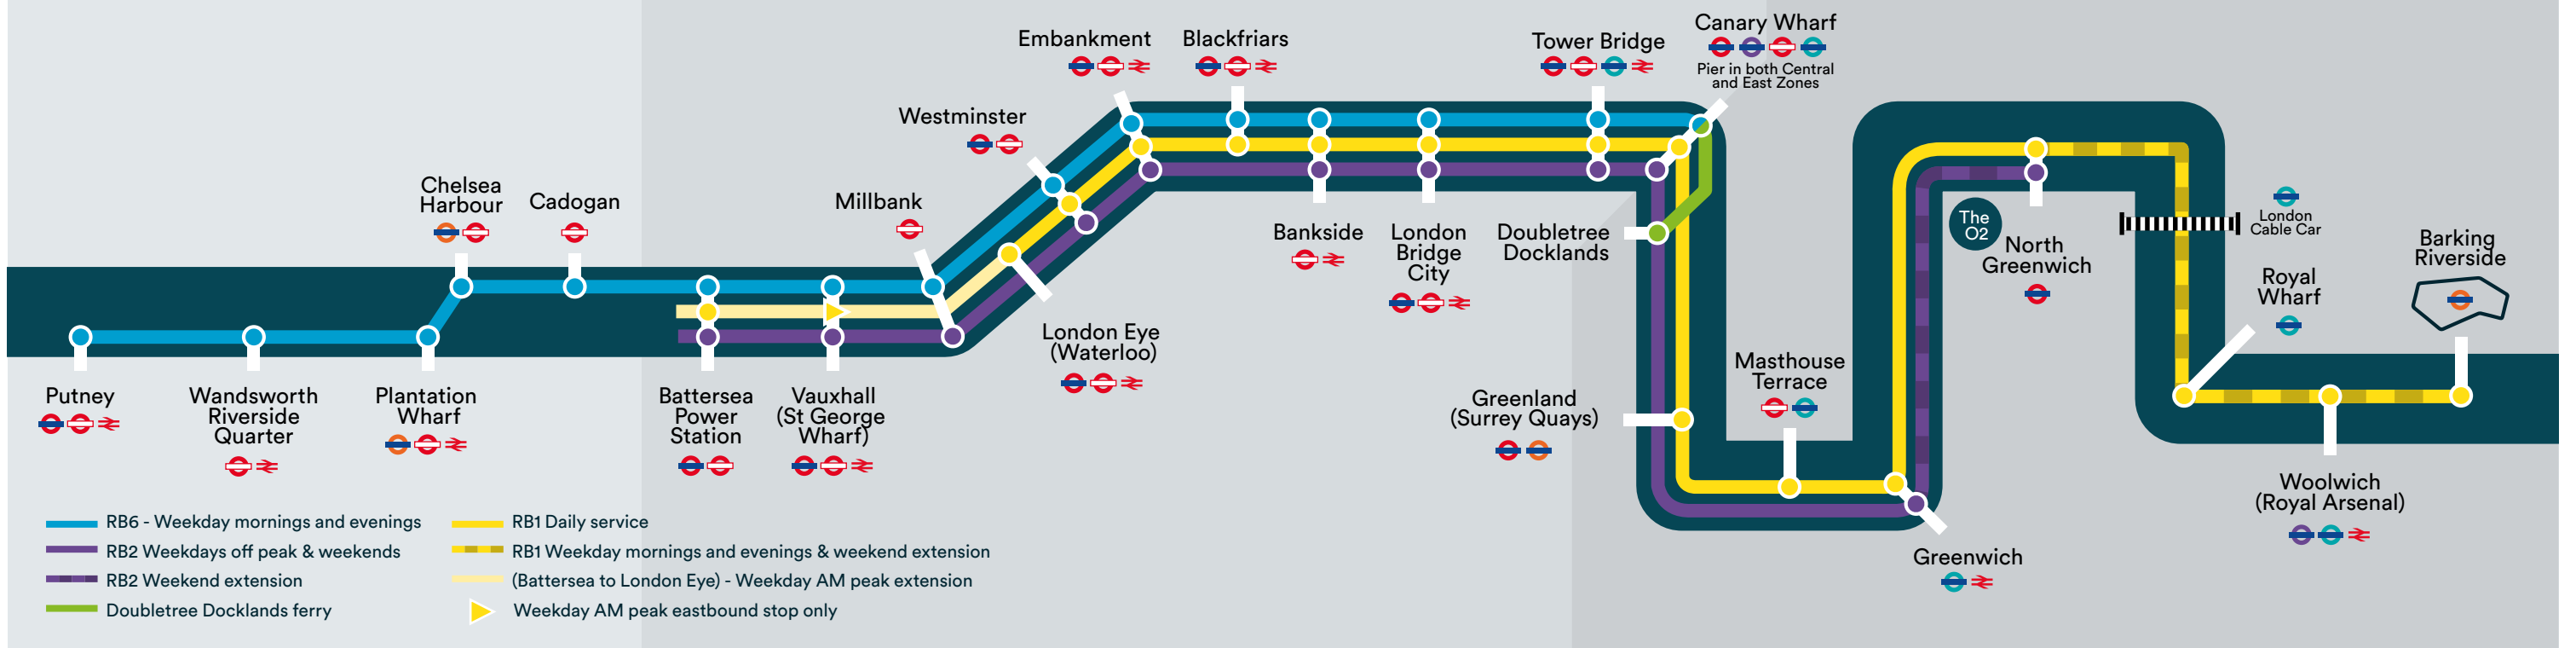 Canary Wharf
Pier in both Central
and East Zones
Embankment
Blackfriars
Tower Bridge
Westminster
Chelsea
Harbour
Cadogan
Millbank
Bankside
London
Bridge
City
Doubletree
Docklands
The
O2
North
Greenwich
London
Cable Car
Royal
Wharf
Barking
Riverside
London Eye
(Waterloo)
Masthouse
Terrace
Greenland
(Surrey Quays)
Putney
Wandsworth
Riverside
Quarter
Plantation
Wharf
Battersea
Power
Station
Vauxhall
(St George
Wharf)
Woolwich
(Royal Arsenal)
Greenwich
RB6 - Weekday mornings and evenings
RB2 Weekdays off peak & weekends
RB2 Weekend extension
Doubletree Docklands ferry
RB1 Daily service
RB1 Weekday mornings and evenings & weekend extension
(Battersea to London Eye) - Weekday AM peak extension
Weekday AM peak eastbound stop only